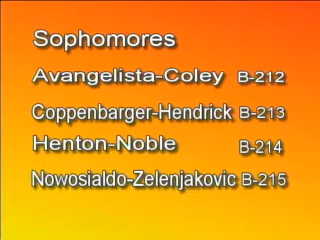 Sophomores
Avangelista-Coley B-212
Coppenbarger-Hendrick B-213
Henton-Noble B-214
Nowosialdo-Zelenjakovic B-215